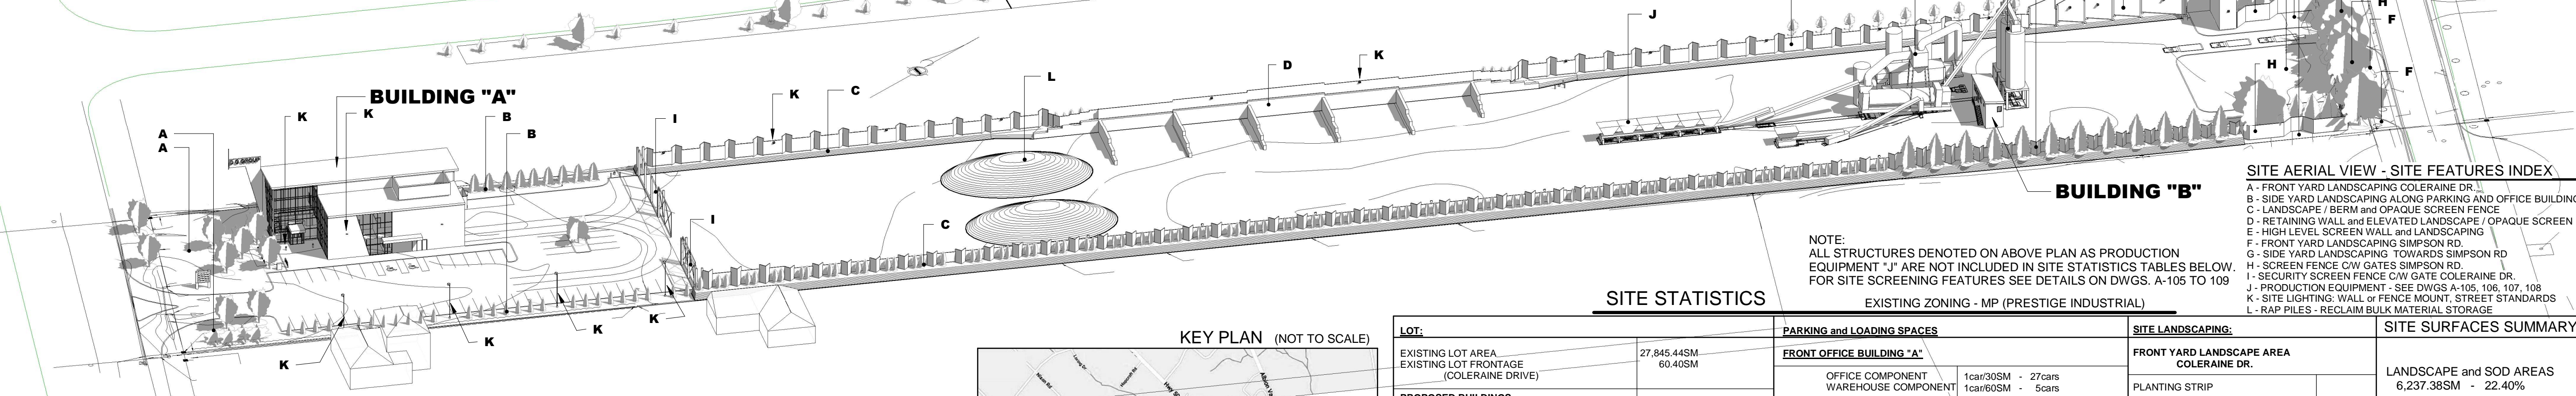 BUILDING "A"
A
A
K
K
B
B
I
K
C
L
D
K
J
H
F
H
F
I
C
K
K
K
K
BUILDING "B"
SITE AERIAL VIEW - SITE FEATURES INDEX
A - FRONT YARD LANDSCAPING COLERAINE DR.
B - SIDE YARD LANDSCAPING ALONG PARKING AND OFFICE BUILDING
C - LANDSCAPE / BERM and OPAQUE SCREEN FENCE
D - RETAINING WALL and ELEVATED LANDSCAPE / OPAQUE SCREEN
E - HIGH LEVEL SCREEN WALL and LANDSCAPING
F - FRONT YARD LANDSCAPING SIMPSON RD.
G - SIDE YARD LANDSCAPING TOWARDS SIMPSON RD
H - SCREEN FENCE C/W GATES SIMPSON RD.
I - SECURITY SCREEN FENCE C/W GATE COLERAINE DR.
J - PRODUCTION EQUIPMENT - SEE DWGS A-105, 106, 107, 108
K - SITE LIGHTING: WALL or FENCE MOUNT, STREET STANDARDS
L - RAP PILES - RECLAIM BULK MATERIAL STORAGE
NOTE:
ALL STRUCTURES DENOTED ON ABOVE PLAN AS PRODUCTION
EQUIPMENT "J" ARE NOT INCLUDED IN SITE STATISTICS TABLES BELOW.
FOR SITE SCREENING FEATURES SEE DETAILS ON DWGS. A-105 TO 109
SITE STATISTICS
EXISTING ZONING - MP (PRESTIGE INDUSTRIAL)
KEY PLAN (NOT TO SCALE)
LOT:
EXISTING LOT AREA 27,845.44SM
EXISTING LOT FRONTAGE 60.40SM
(COLERAINE DRIVE)
PROPOSED BUILDINGS
PARKING and LOADING SPACES
FRONT OFFICE BUILDING "A"
OFFICE COMPONENT 1car/30SM - 27cars
WAREHOUSE COMPONENT 1car/60SM - 5cars
SITE LANDSCAPING:
FRONT YARD LANDSCAPE AREA
COLERAINE DR.
PLANTING STRIP
SITE SURFACES SUMMARY
LANDSCAPE and SOD AREAS
6,237.38SM - 22.40%